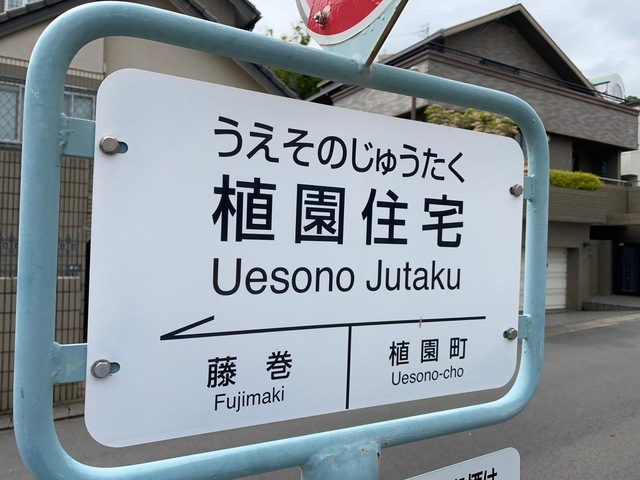 うえそのじゅうたく
植園住宅
Uesono Jutaku
藤巻 植園町
Fujimaki Uesono-cho